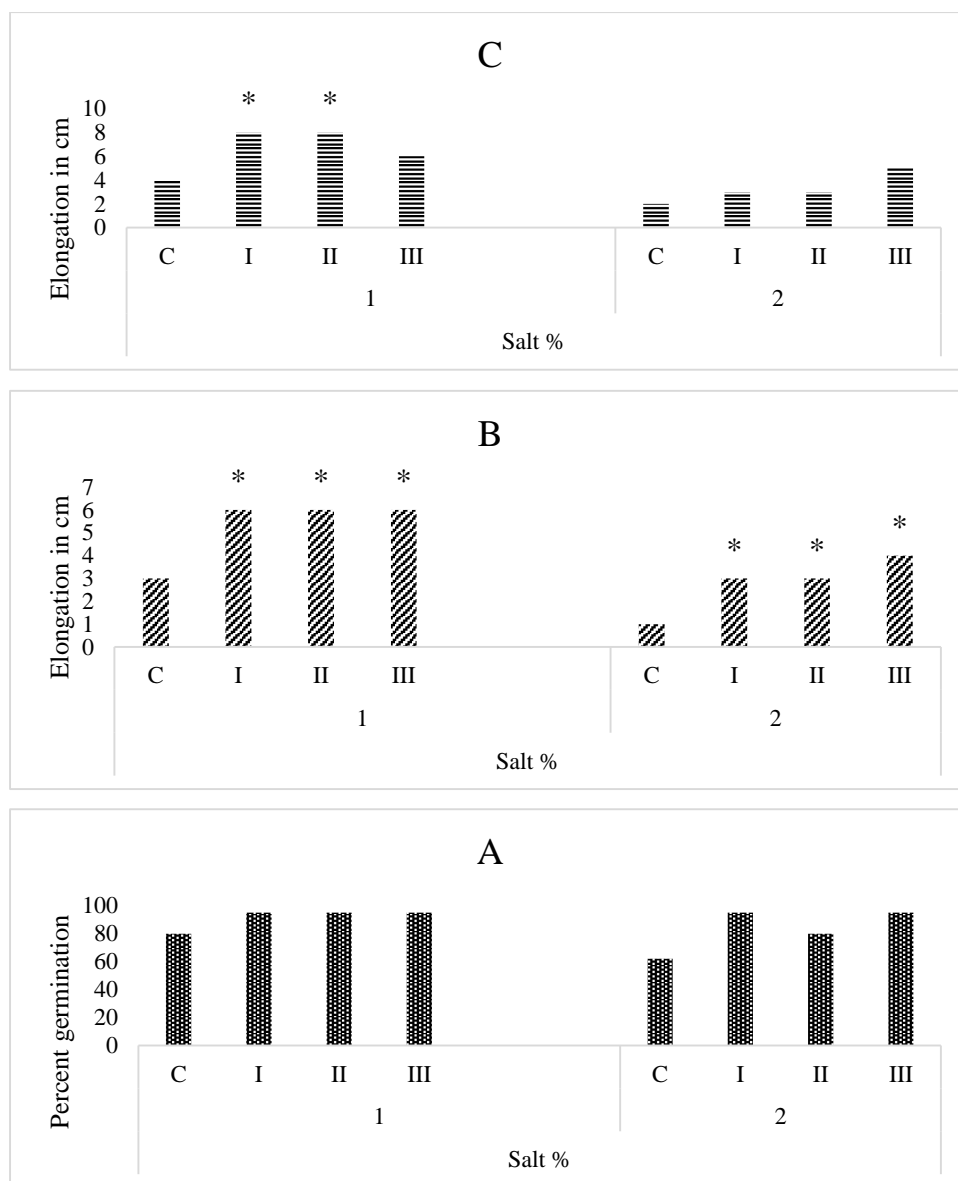 C
Elongation in cm
10
8
6
4
2
0
* *
C I II III C I II III
1 2
Salt %
B
Elongation in cm
7
6
5
4
3
2
1
0
* * * * * *
C I II III C I II III
1 2
Salt %
A
Percent germination
100
80
60
40
20
0
C I II III C I II III
1 2
Salt %